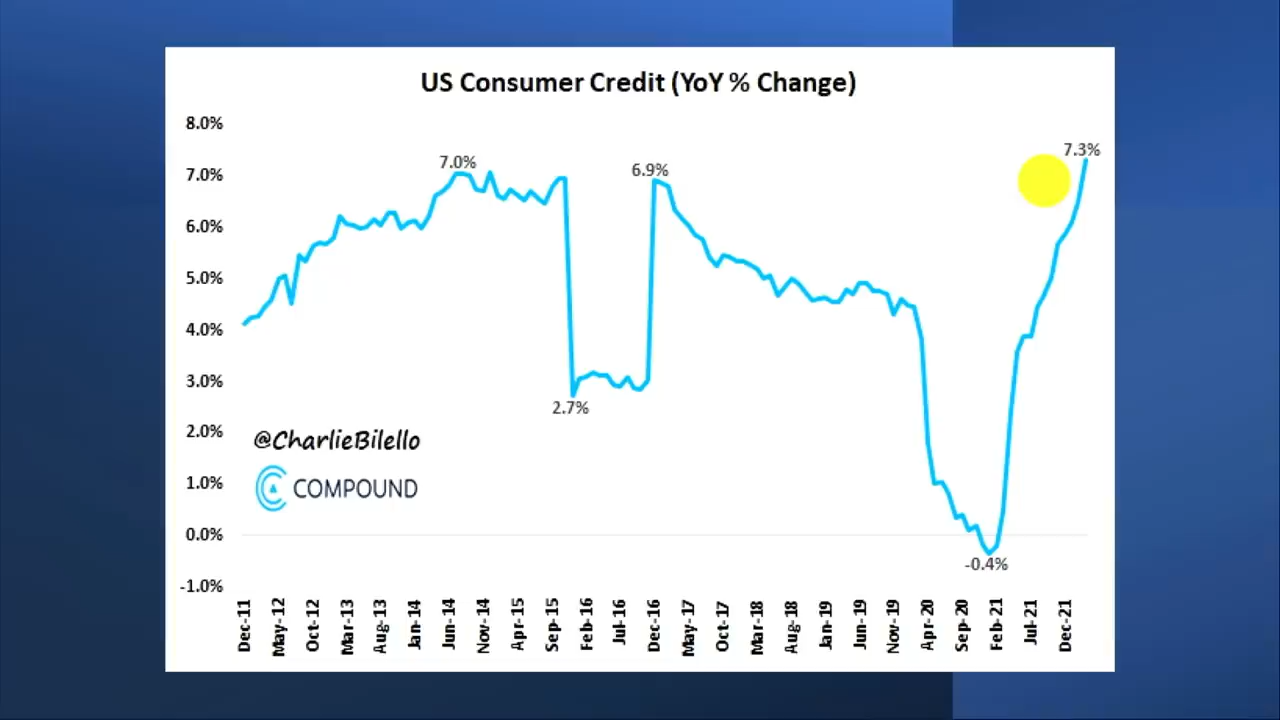 US Consumer Credit (YoY % Change)
8.0%
7.0%
6.0%
5.0%
4.0%
3.0%
2.0%
1.0%
0.0%
-1.0%
7.0%
2.7%
6.9%
-0.4%
7.3%
@CharlieBilello
COMPOUND
Dec-11
May-12
Oct-12
Mar-13
Aug-13
Jan-14
Jun-14
Nov-14
Apr-15
Sep-15
Feb-16
Jul-16
Dec-16
May-17
Oct-17
Mar-18
Aug-18
Jan-19
Jun-19
Nov-19
Apr-20
Sep-20
Feb-21
Jul-21
Dec-21